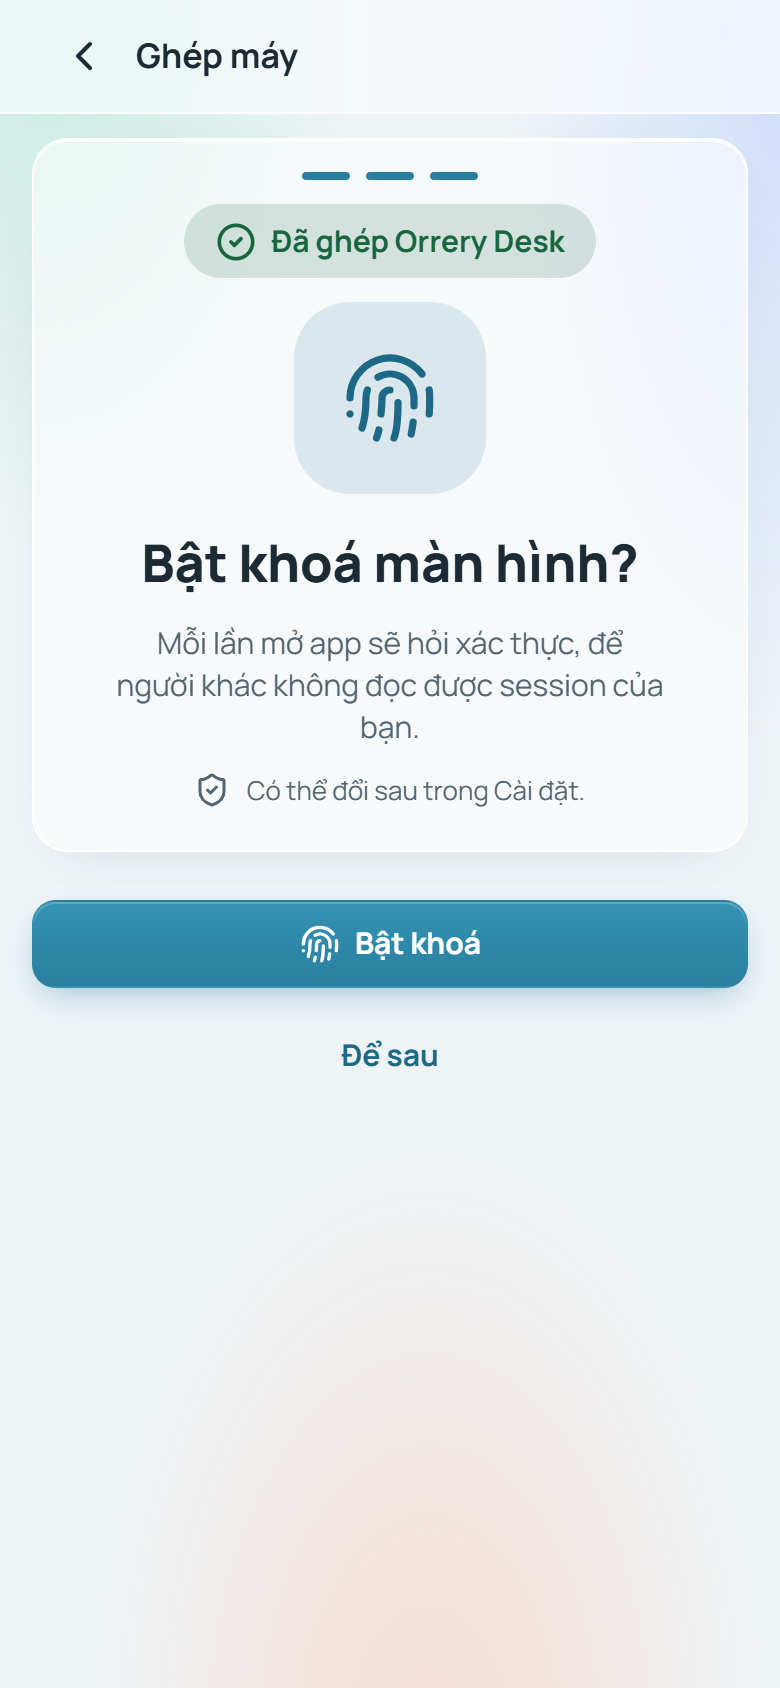 Ghép máy
Đã ghép Orrery Desk
Bật khoá màn hình?
Mỗi lần mở app sẽ hỏi xác thực, để
người khác không đọc được session của
bạn.
Có thể đổi sau trong Cài đặt.
Bật khoá
Để sau